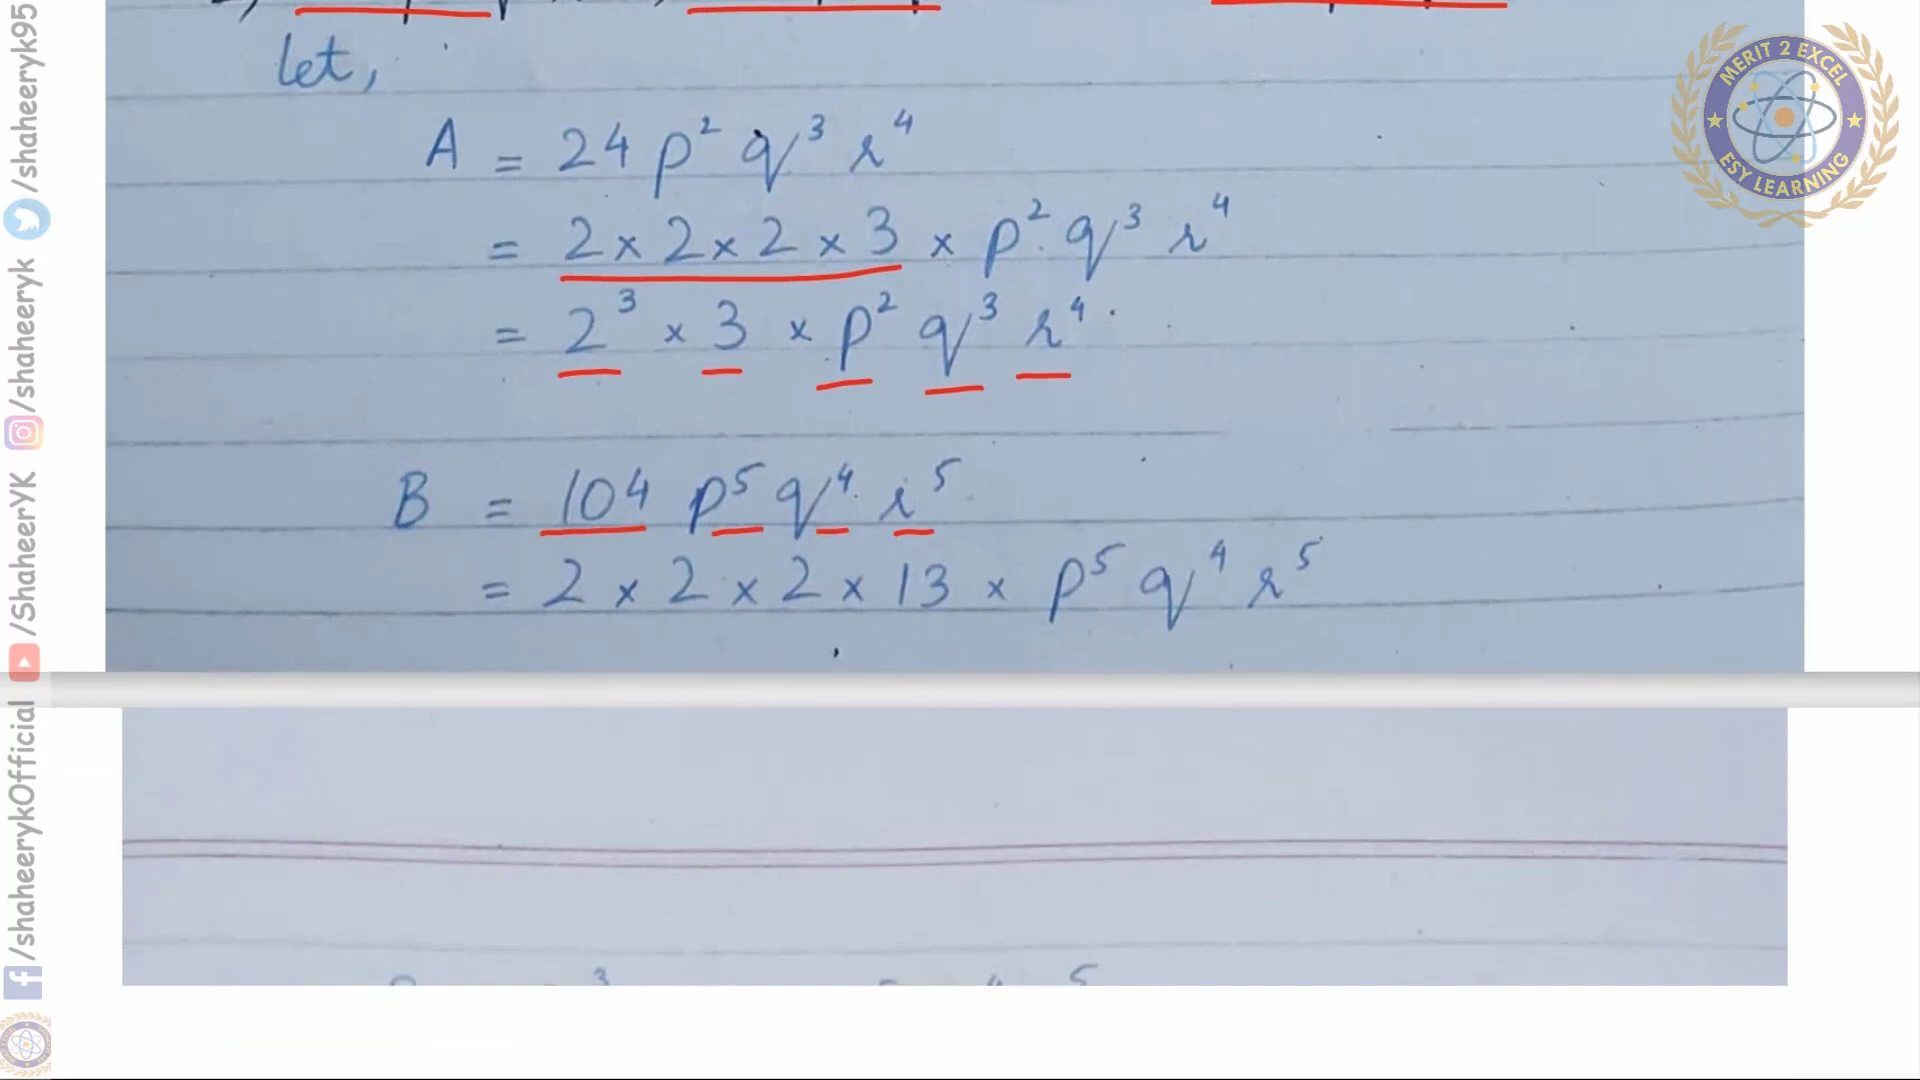 let,
A = 24 p² q³ r⁴
= 2 × 2 × 2 × 3 × p² q³ r⁴
= 2³ × 3 × p² q³ r⁴
B = 104 p⁵ q⁴ r⁵
= 2 × 2 × 2 × 13 × p⁵ q⁴ r⁵
MERIT 2 EXCEL
ESY LEARNING
/shaheeryk95
/shaheeryk
/ShaheerYK
/shaheerykOfficial